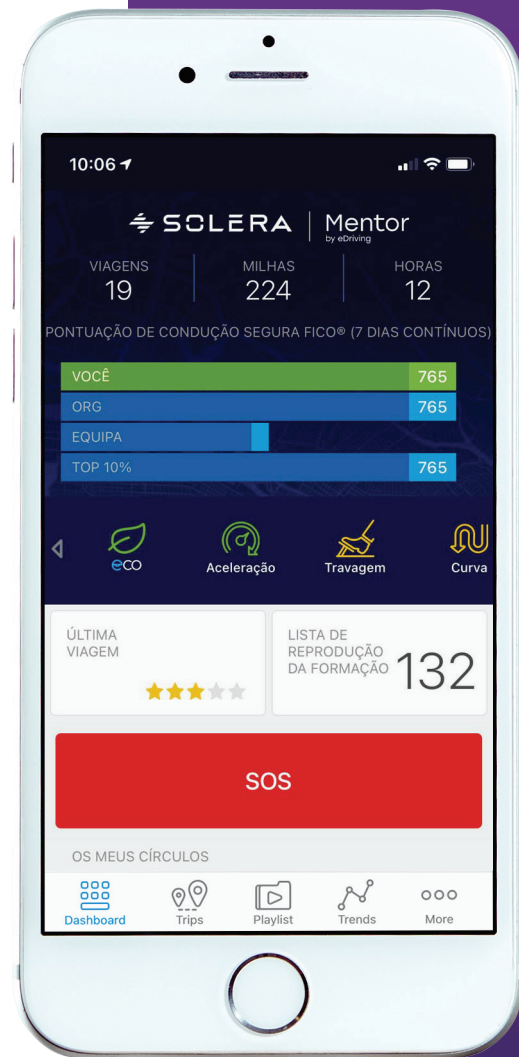 10:06
SOLERA | Mentor
by eDriving
VIAGENS
19
MILHAS
224
HORAS
12
PONTUAÇÃO DE CONDUÇÃO SEGURA FICO® (7 DIAS CONTÍNUOS)
VOCÊ 765
ORG 765
EQUIPA
TOP 10% 765
eco
Aceleração
Travagem
Curva
ÚLTIMA
VIAGEM
LISTA DE
REPRODUÇÃO
DA FORMAÇÃO
132
SOS
OS MEUS CÍRCULOS
Dashboard
Trips
Playlist
Trends
More